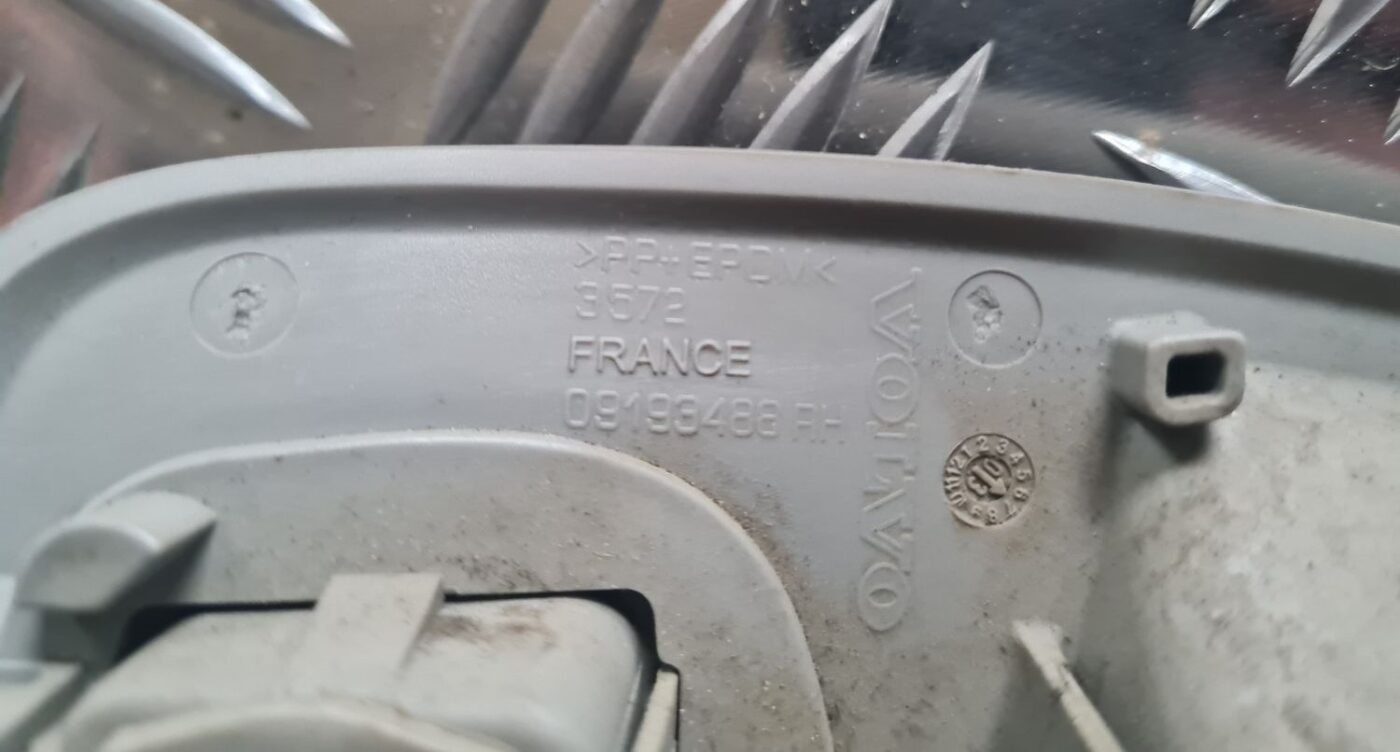 >PP+EPDM<
3572
FRANCE
09193488 RH
VOLVO